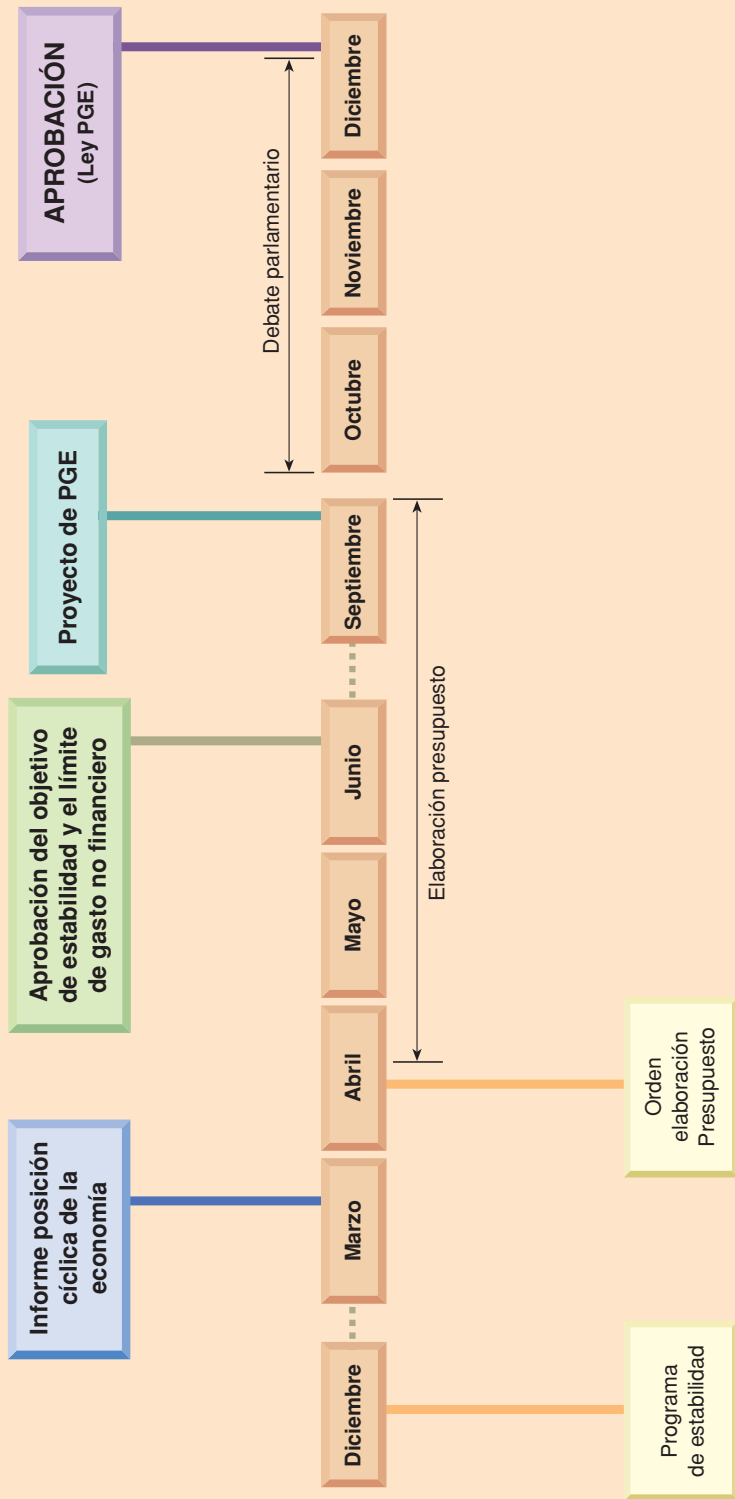 Informe posición
cíclica de la
economía
Aprobación del objetivo
de estabilidad y el límite
de gasto no financiero
Proyecto de PGE
APROBACIÓN
(Ley PGE)
Debate parlamentario
Diciembre
Marzo
Abril
Mayo
Junio
Septiembre
Octubre
Noviembre
Diciembre
Elaboración presupuesto
Programa
de estabilidad
Orden
elaboración
Presupuesto